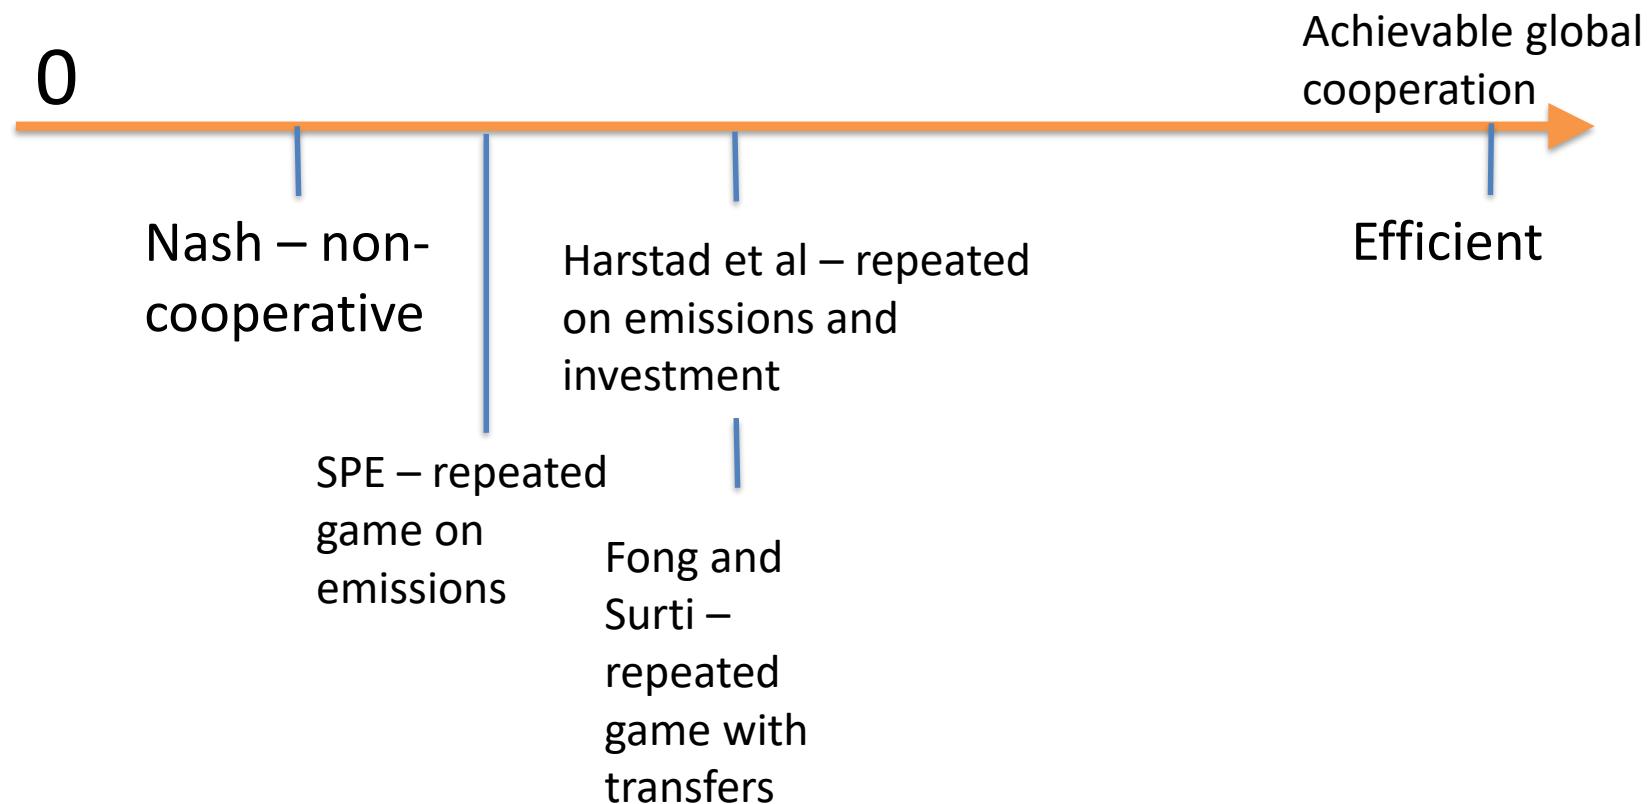 Achievable global
cooperation
0
Nash – non-
cooperative
Harstad et al – repeated
on emissions and
investment
Efficient
SPE – repeated
game on
emissions
Fong and
Surti –
repeated
game with
transfers